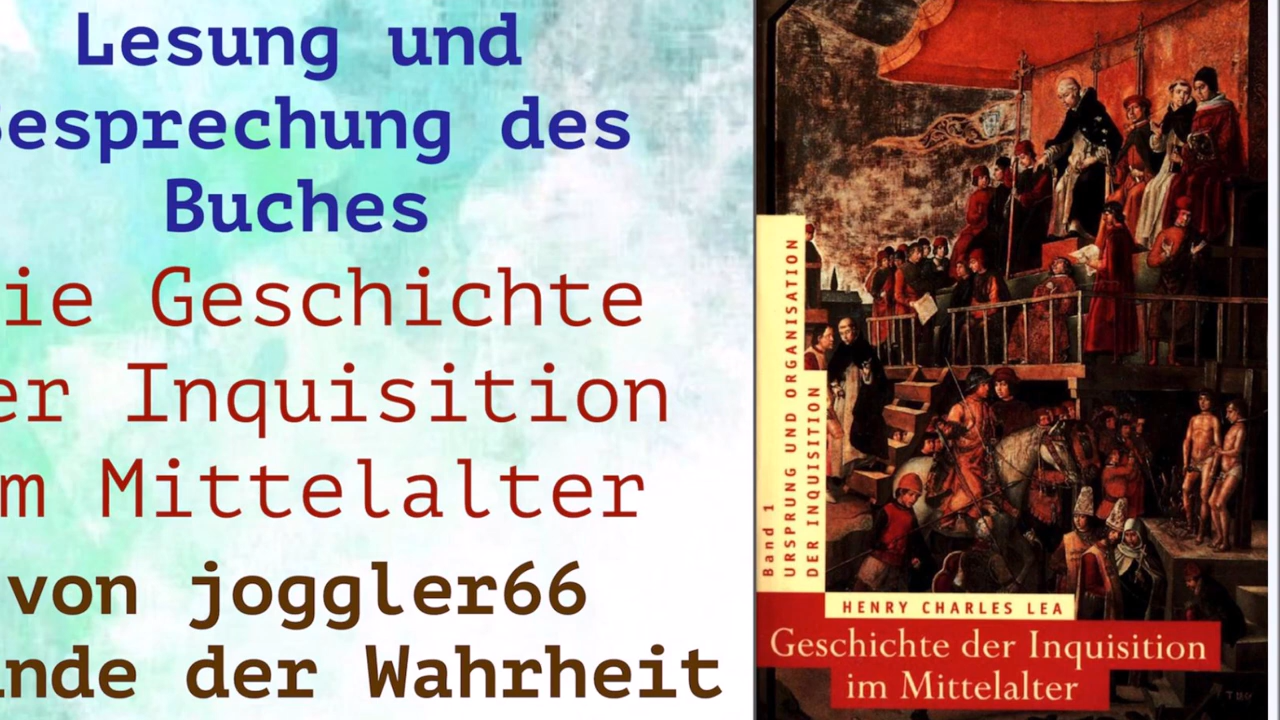 Lesung und
Besprechung des
Buches
ie Geschichte
er Inquisition
m Mittelalter
von joggler66
nde der Wahrheit
Band 1
URSPRUNG UND ORGANISATION
DER INQUISITION
HENRY CHARLES LEA
Geschichte der Inquisition
im Mittelalter